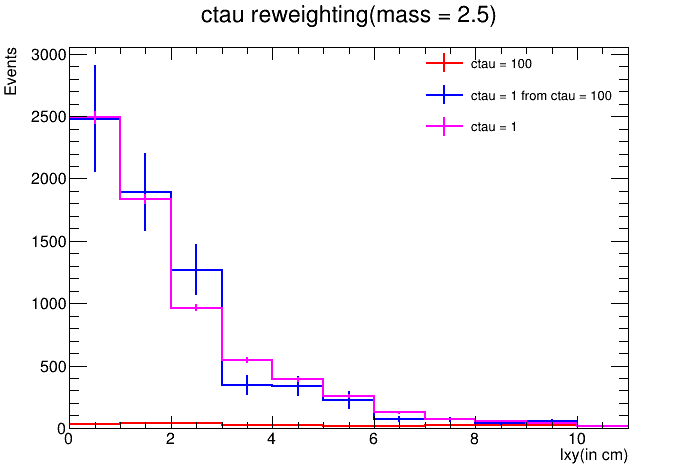 ctau reweighting(mass = 2.5)
Events
3000
2500
2000
1500
1000
500
0
ctau = 100
ctau = 1 from ctau = 100
ctau = 1
0 2 4 6 8 10
lxy(in cm)